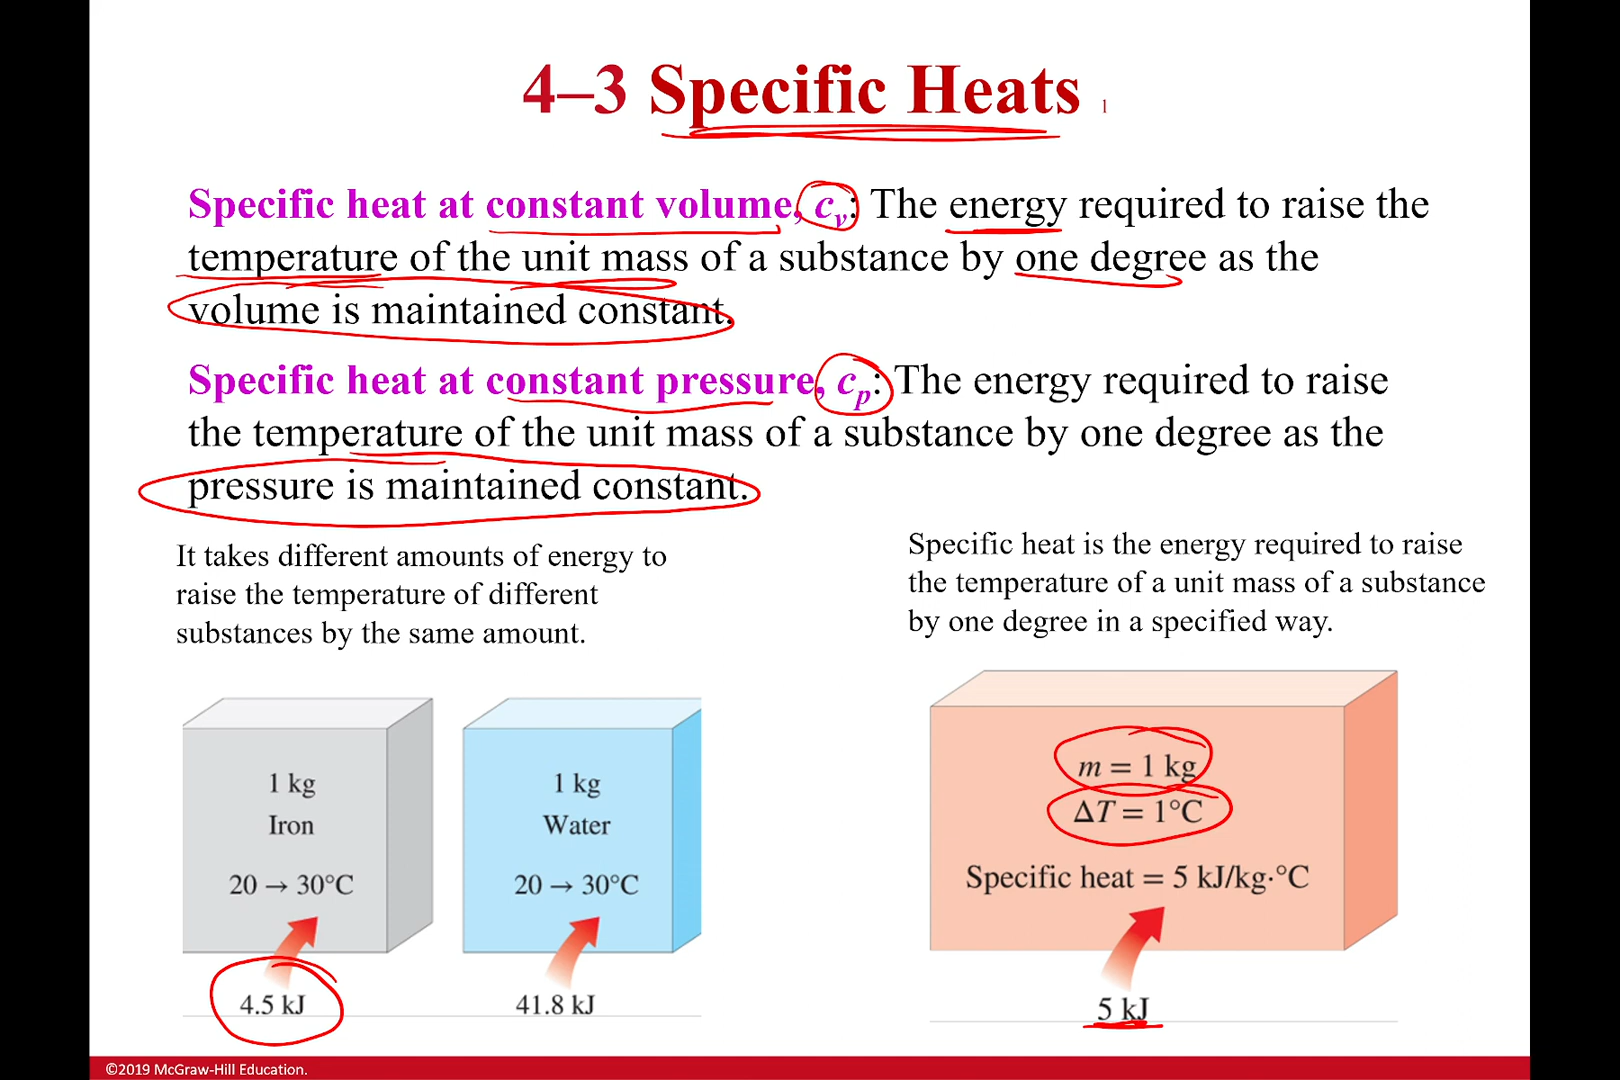 4–3 Specific Heats 1
Specific heat at constant volume, cv: The energy required to raise the
temperature of the unit mass of a substance by one degree as the
volume is maintained constant.
Specific heat at constant pressure, cp: The energy required to raise
the temperature of the unit mass of a substance by one degree as the
pressure is maintained constant.
It takes different amounts of energy to
raise the temperature of different
substances by the same amount.
Specific heat is the energy required to raise
the temperature of a unit mass of a substance
by one degree in a specified way.
1 kg
Iron
20 → 30°C
4.5 kJ
1 kg
Water
20 → 30°C
41.8 kJ
m = 1 kg
ΔT = 1°C
Specific heat = 5 kJ/kg·°C
5 kJ
©2019 McGraw-Hill Education.